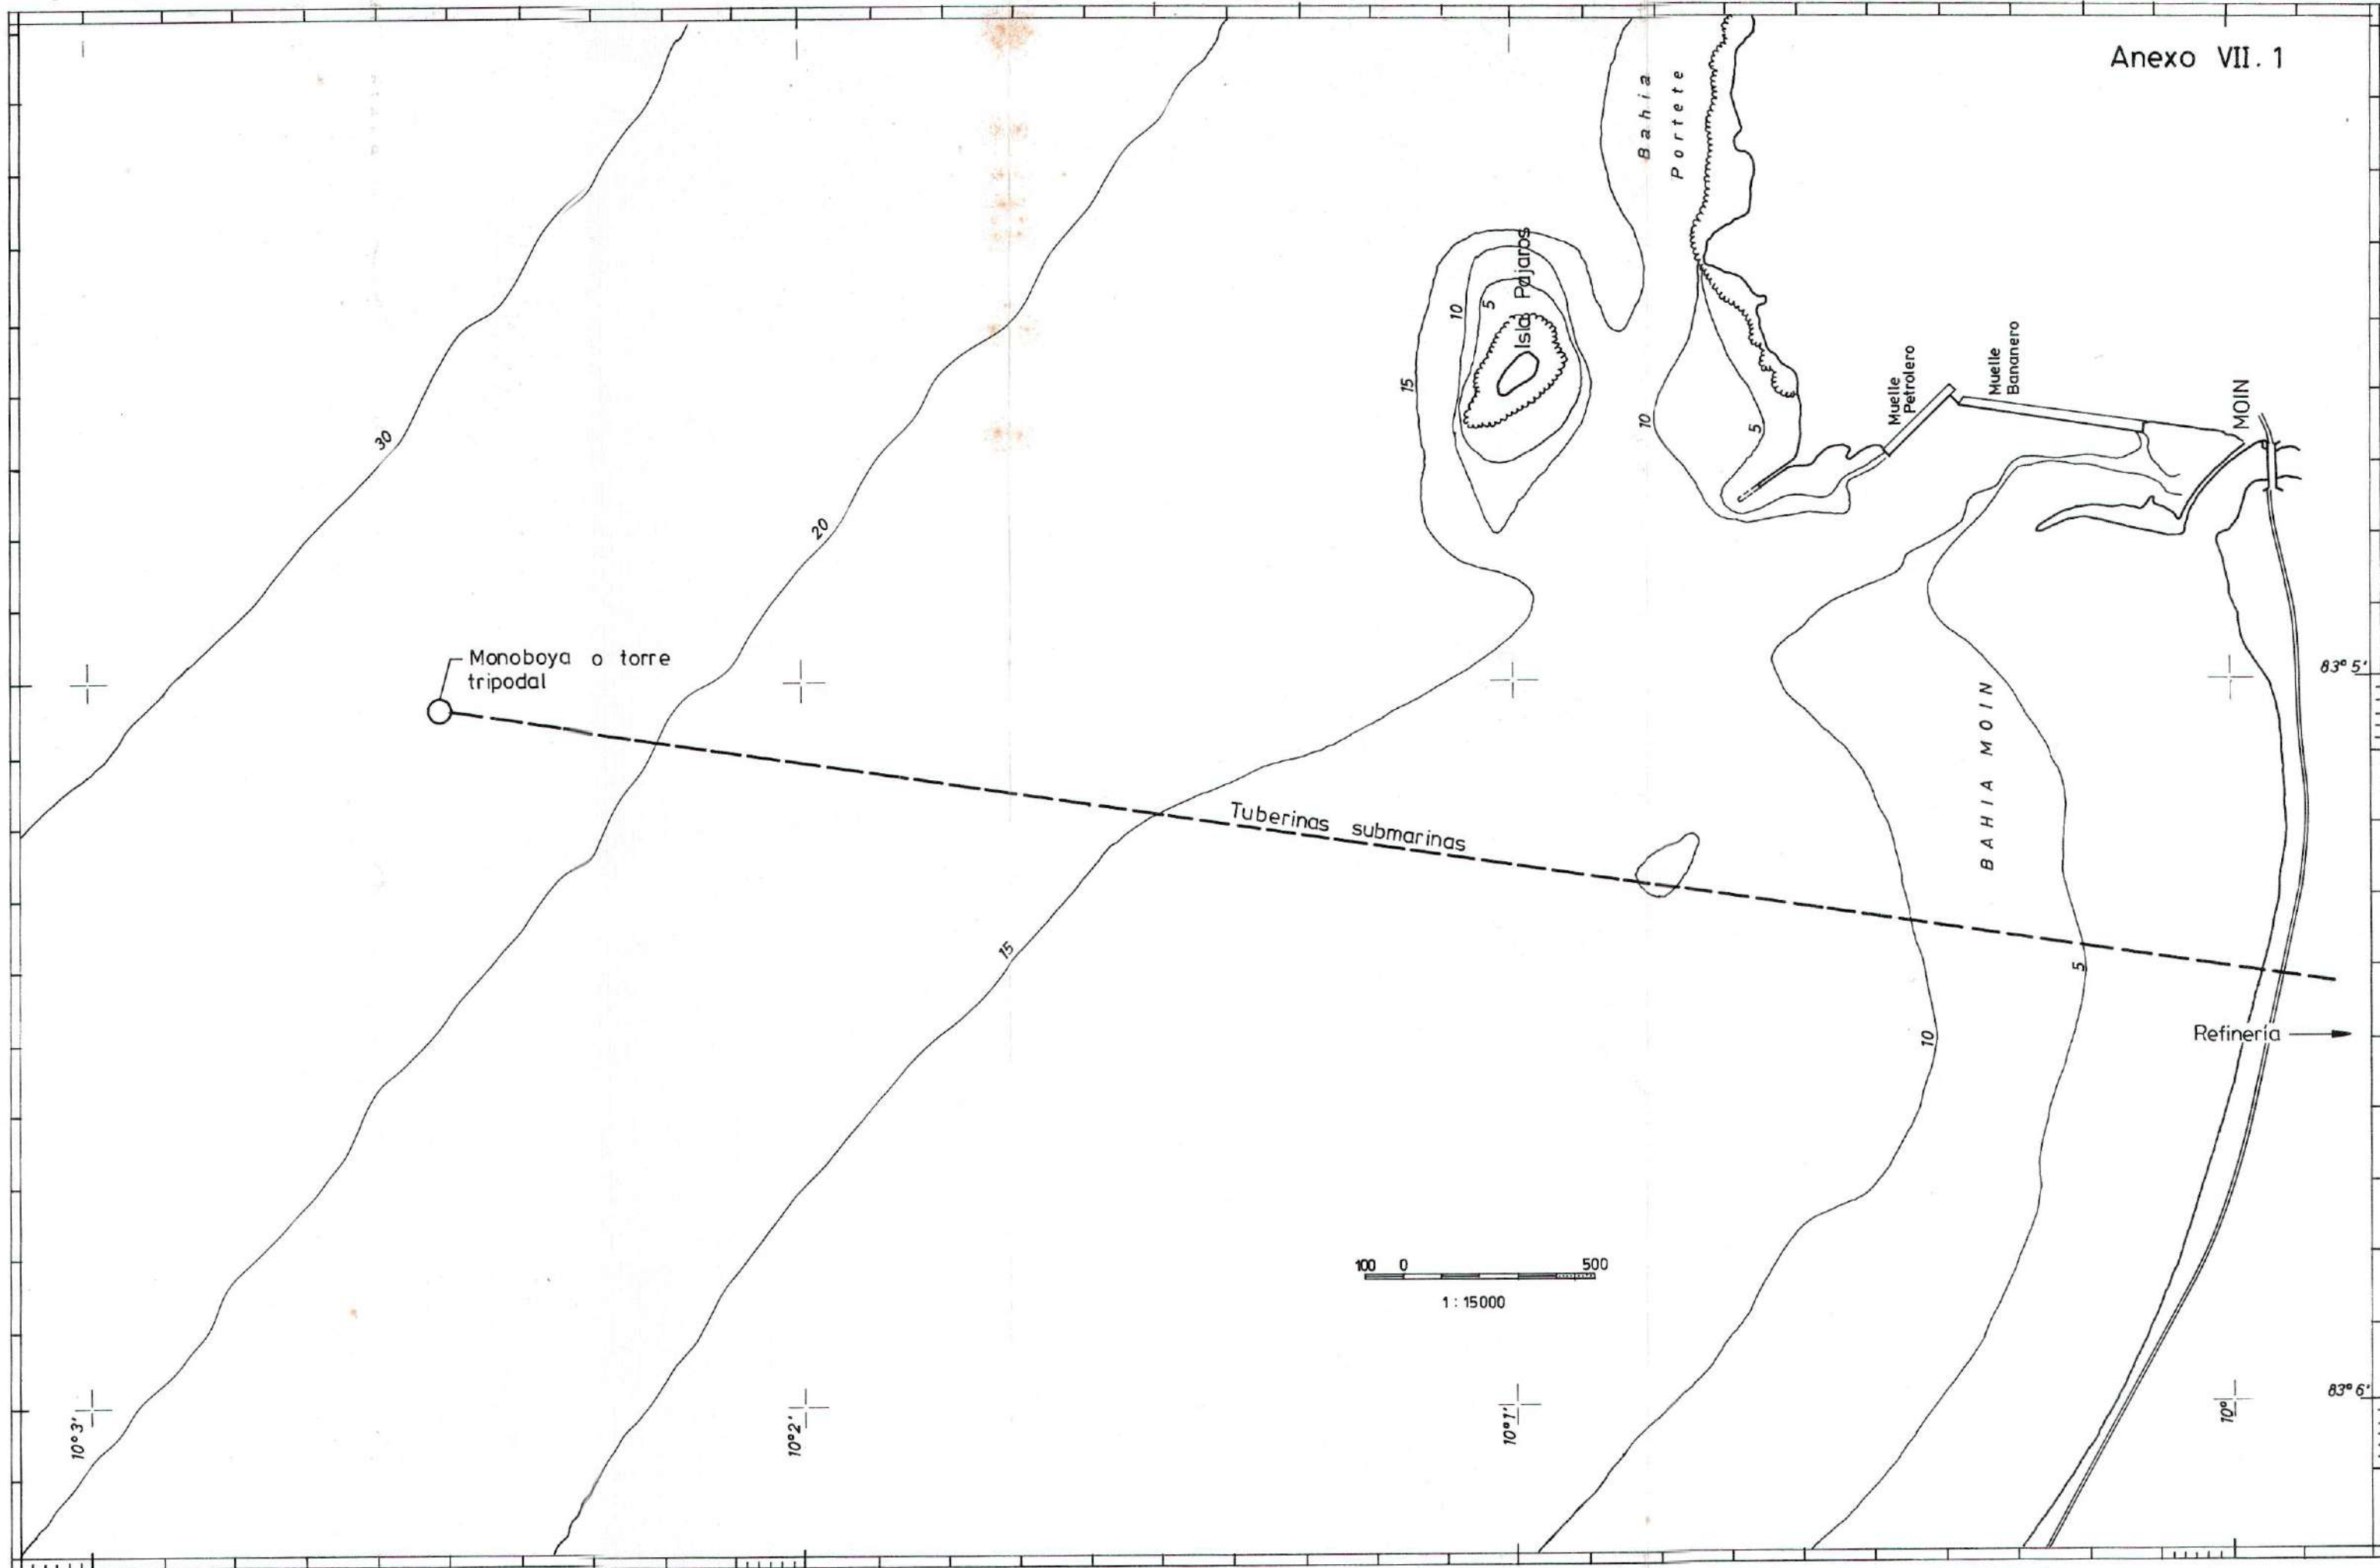 Anexo VII. 1
Bahia
Portete
Isla Pajaros
5
10
15
10
5
Muelle
Petrolero
Muelle
Bananero
MOIN
30
20
Monoboya o torre
tripodal
83° 5'
BAHIA MOIN
Tuberinas submarinas
15
5
10
Refinería
100 0 500
1 : 15000
83° 6'
10° 3'
10° 2'
10° 1'
10°